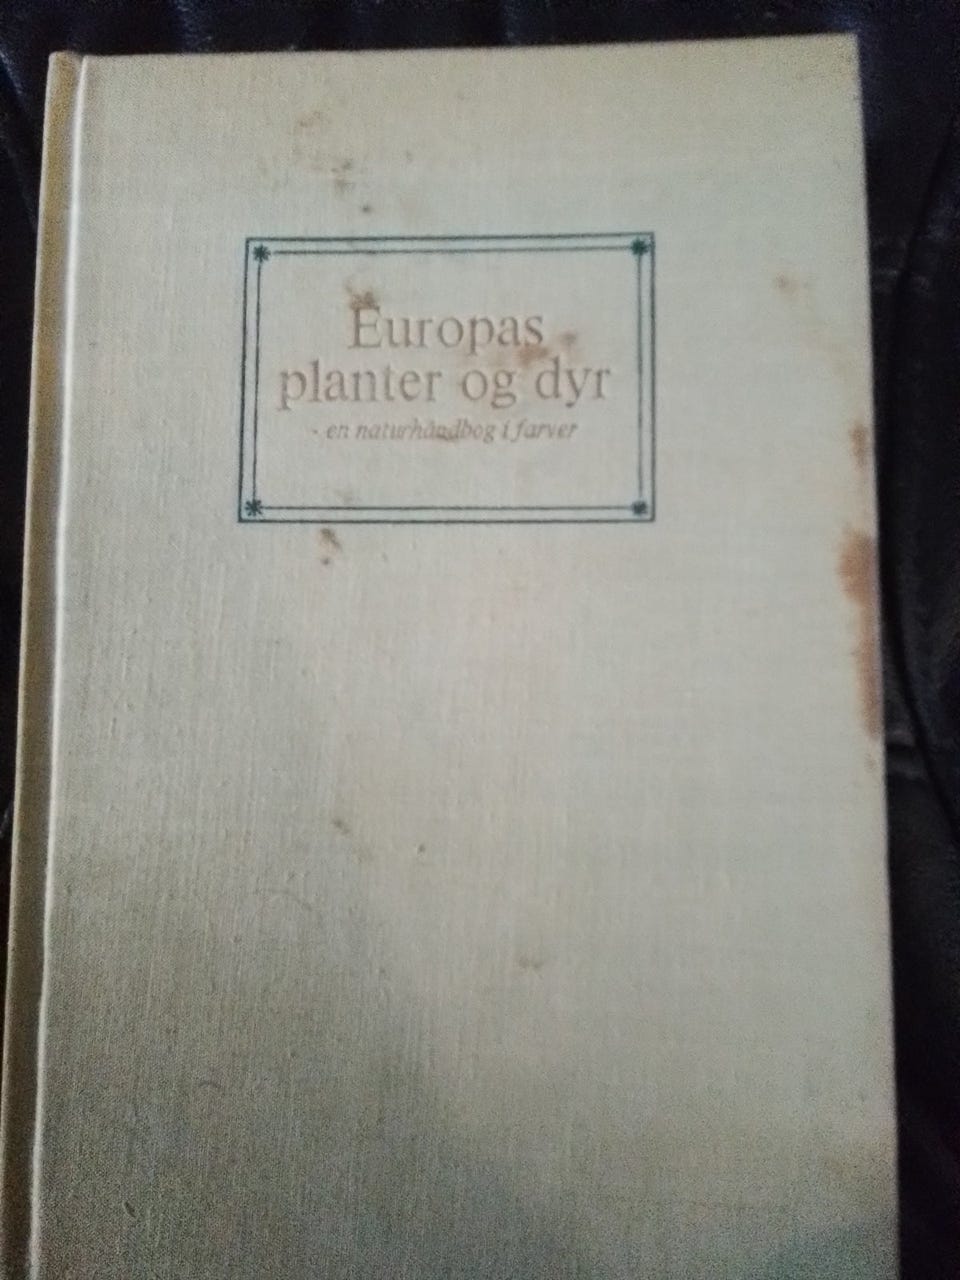 Europas
planter og dyr
- en naturhåndbog i farver